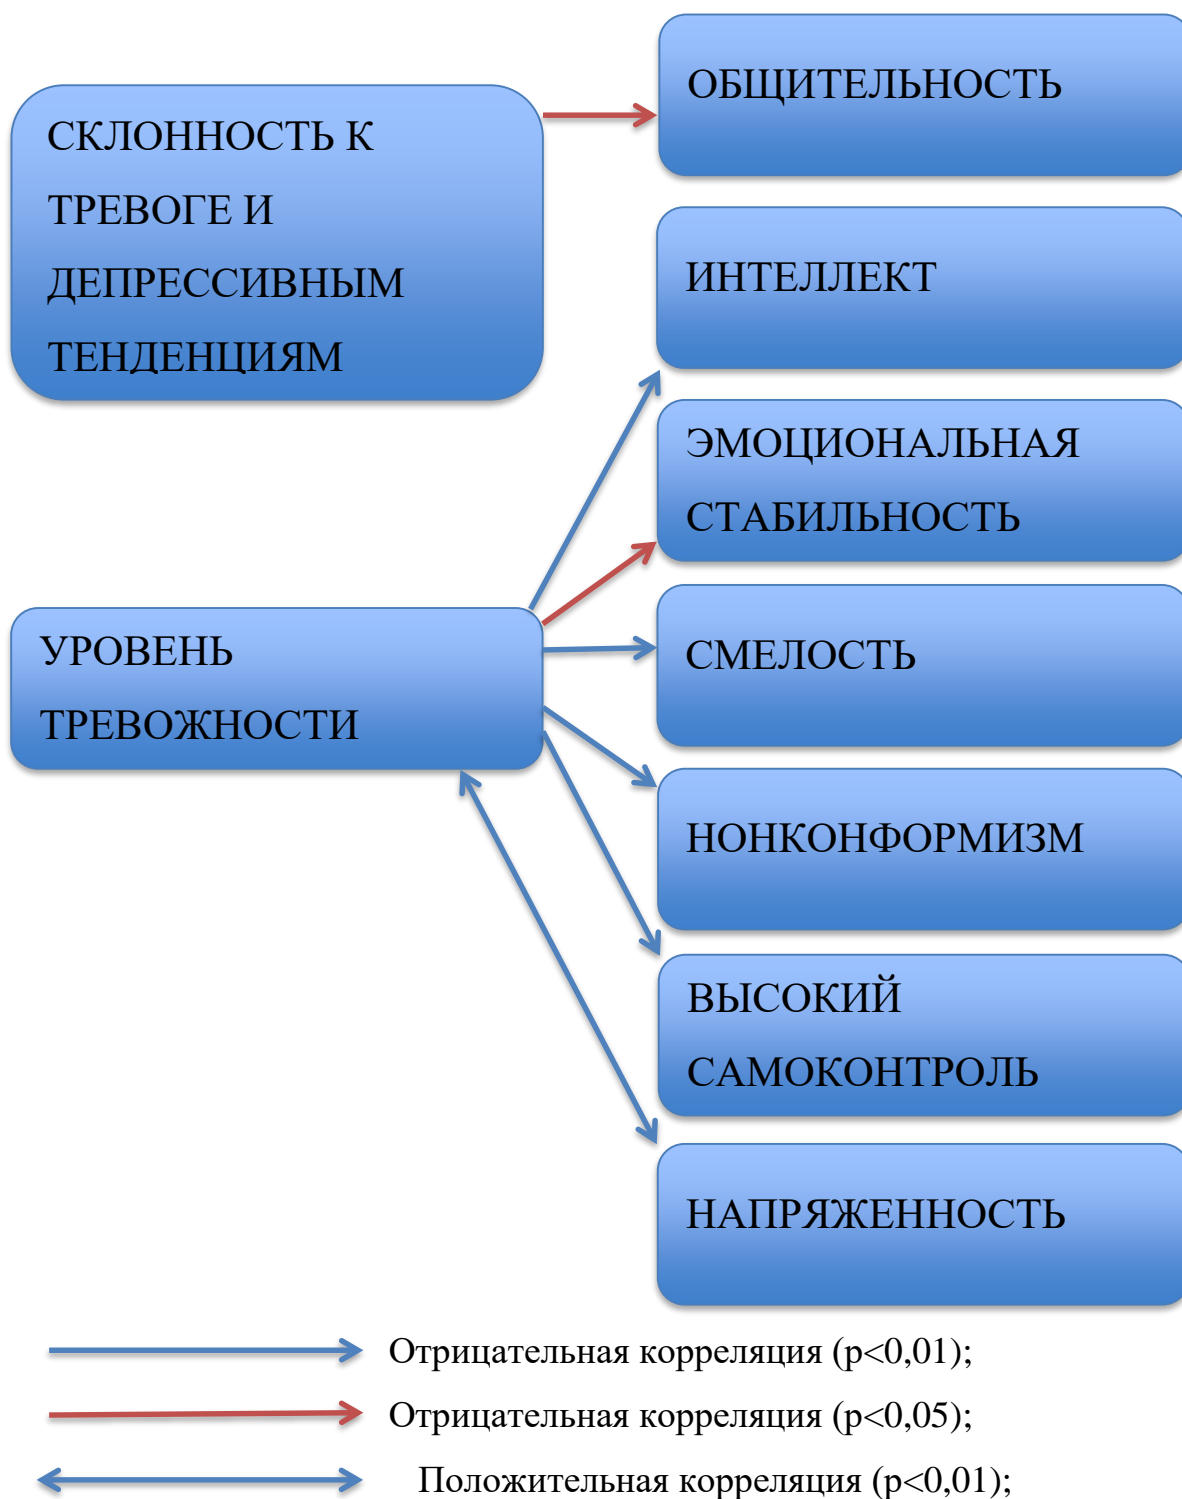 ОБЩИТЕЛЬНОСТЬ
СКЛОННОСТЬ К
ТРЕВОГЕ И
ДЕПРЕССИВНЫМ
ТЕНДЕНЦИЯМ
ИНТЕЛЛЕКТ
ЭМОЦИОНАЛЬНАЯ
СТАБИЛЬНОСТЬ
УРОВЕНЬ
ТРЕВОЖНОСТИ
СМЕЛОСТЬ
НОНКОНФОРМИЗМ
ВЫСОКИЙ
САМОКОНТРОЛЬ
НАПРЯЖЕННОСТЬ
Отрицательная корреляция (p<0,01);
Отрицательная корреляция (p<0,05);
Положительная корреляция (p<0,01);